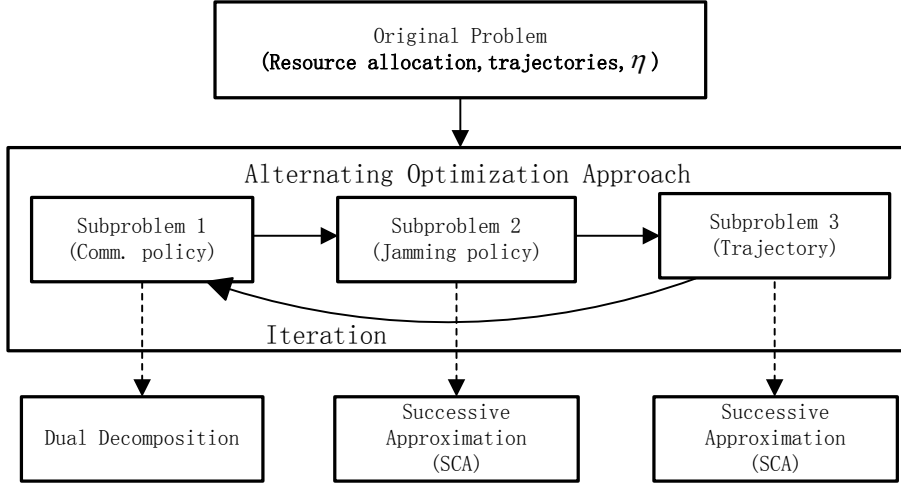 Original Problem
(Resource allocation, trajectories, η)
Alternating Optimization Approach
Subproblem 1
(Comm. policy)
Subproblem 2
(Jamming policy)
Subproblem 3
(Trajectory)
Iteration
Dual Decomposition
Successive
Approximation
(SCA)
Successive
Approximation
(SCA)